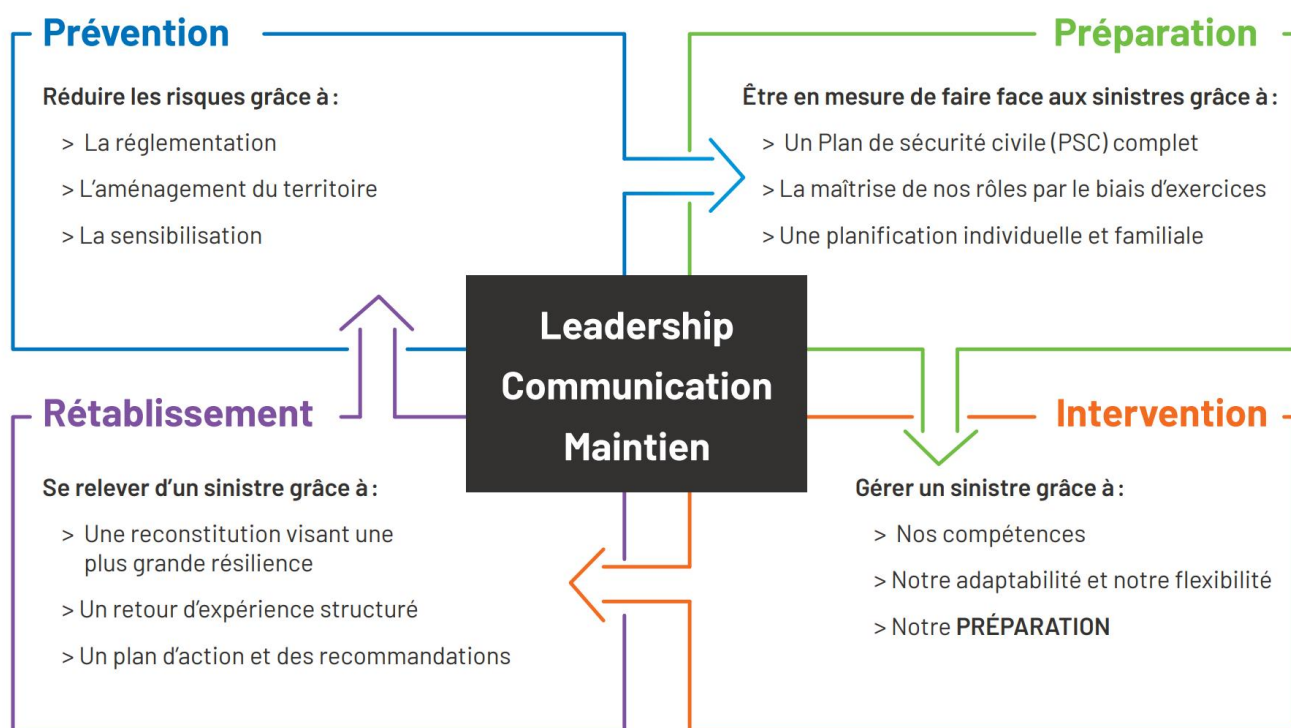 Prévention
Réduire les risques grâce à :
> La réglementation
> L'aménagement du territoire
> La sensibilisation
Préparation
Être en mesure de faire face aux sinistres grâce à :
> Un Plan de sécurité civile (PSC) complet
> La maîtrise de nos rôles par le biais d'exercices
> Une planification individuelle et familiale
Leadership
Communication
Maintien
Rétablissement
Se relever d'un sinistre grâce à :
> Une reconstitution visant une
plus grande résilience
> Un retour d'expérience structuré
> Un plan d'action et des recommandations
Intervention
Gérer un sinistre grâce à :
> Nos compétences
> Notre adaptabilité et notre flexibilité
> Notre PRÉPARATION